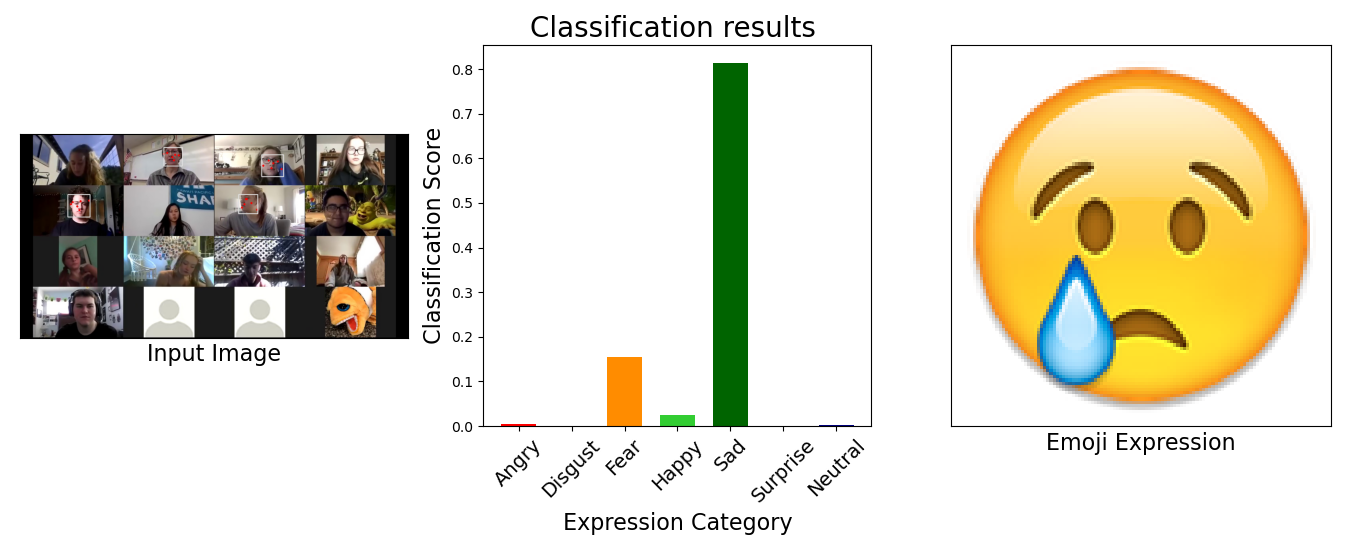 Classification results
SHA
Input Image
Classification Score
0.8
0.7
0.6
0.5
0.4
0.3
0.2
0.1
0.0
Angry
Disgust
Fear
Happy
Sad
Surprise
Neutral
Expression Category
Emoji Expression